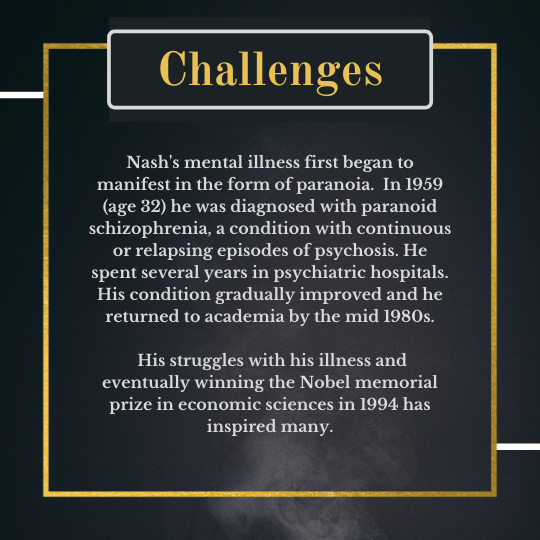 Challenges
Nash's mental illness first began to
manifest in the form of paranoia.  In 1959
(age 32) he was diagnosed with paranoid
schizophrenia, a condition with continuous
or relapsing episodes of psychosis. He
spent several years in psychiatric hospitals.
His condition gradually improved and he
returned to academia by the mid 1980s.
His struggles with his illness and
eventually winning the Nobel memorial
prize in economic sciences in 1994 has
inspired many.